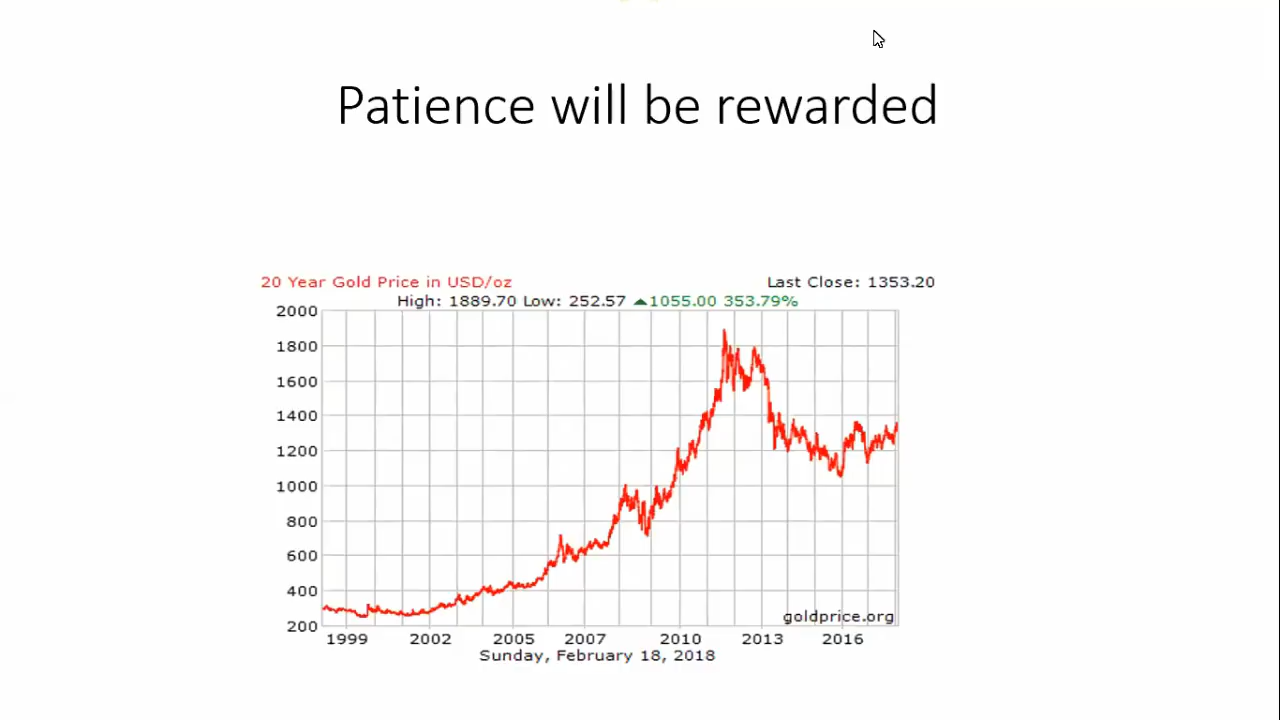 Patience will be rewarded
20 Year Gold Price in USD/oz Last Close: 1353.20
High: 1889.70 Low: 252.57 ▲1055.00 353.79%
2000
1800
1600
1400
1200
1000
800
600
400
200
goldprice.org
1999 2002 2005 2007 2010 2013 2016
Sunday, February 18, 2018